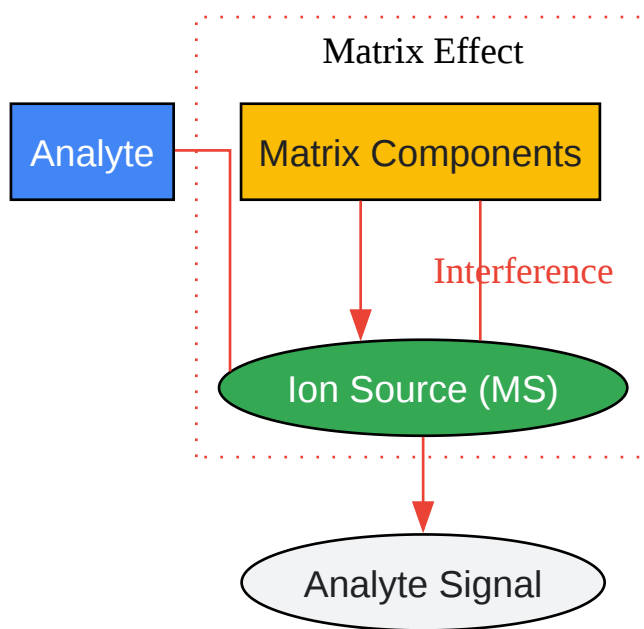 Matrix Effect
Analyte
Matrix Components
Interference
Ion Source (MS)
Analyte Signal